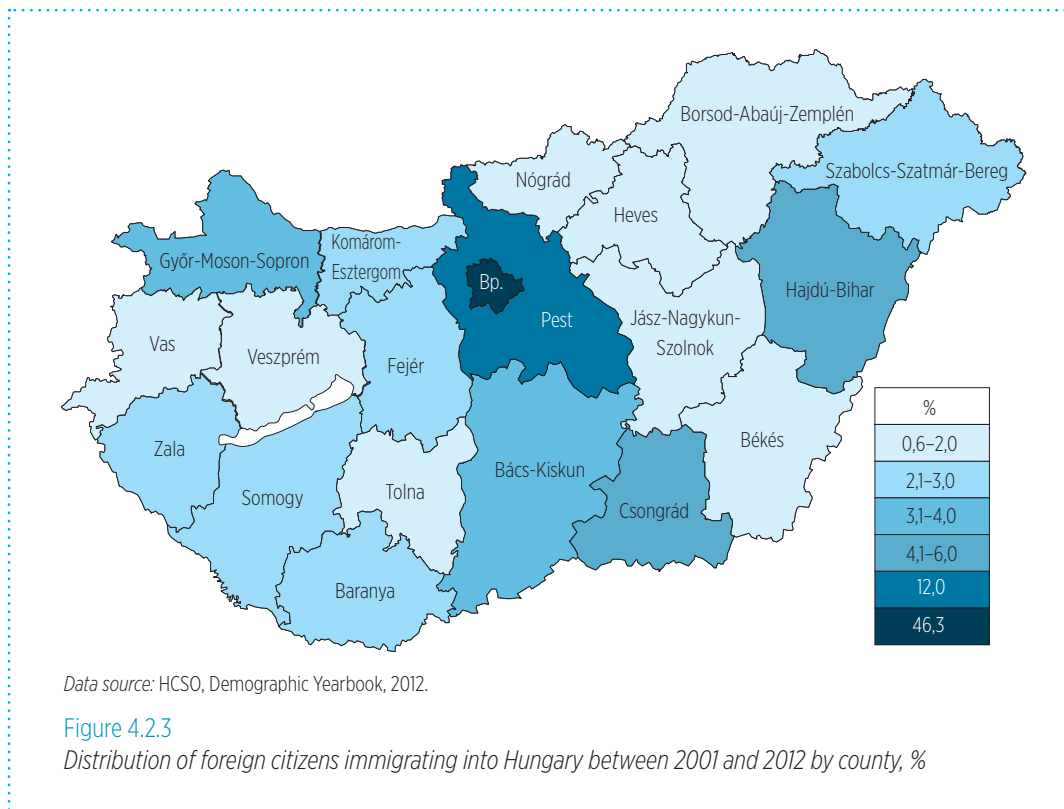 Borsod-Abaúj-Zemplén
Szabolcs-Szatmár-Bereg
Nógrád
Heves
Komárom-
Esztergom
Győr-Moson-Sopron
Bp.
Pest
Hajdú-Bihar
Jász-Nagykun-
Szolnok
Vas
Veszprém
Fejér
Zala
Somogy
Tolna
Bács-Kiskun
Békés
Csongrád
Baranya
%
0,6–2,0
2,1–3,0
3,1–4,0
4,1–6,0
12,0
46,3
Data source: HCSO, Demographic Yearbook, 2012.
Figure 4.2.3
Distribution of foreign citizens immigrating into Hungary between 2001 and 2012 by county, %